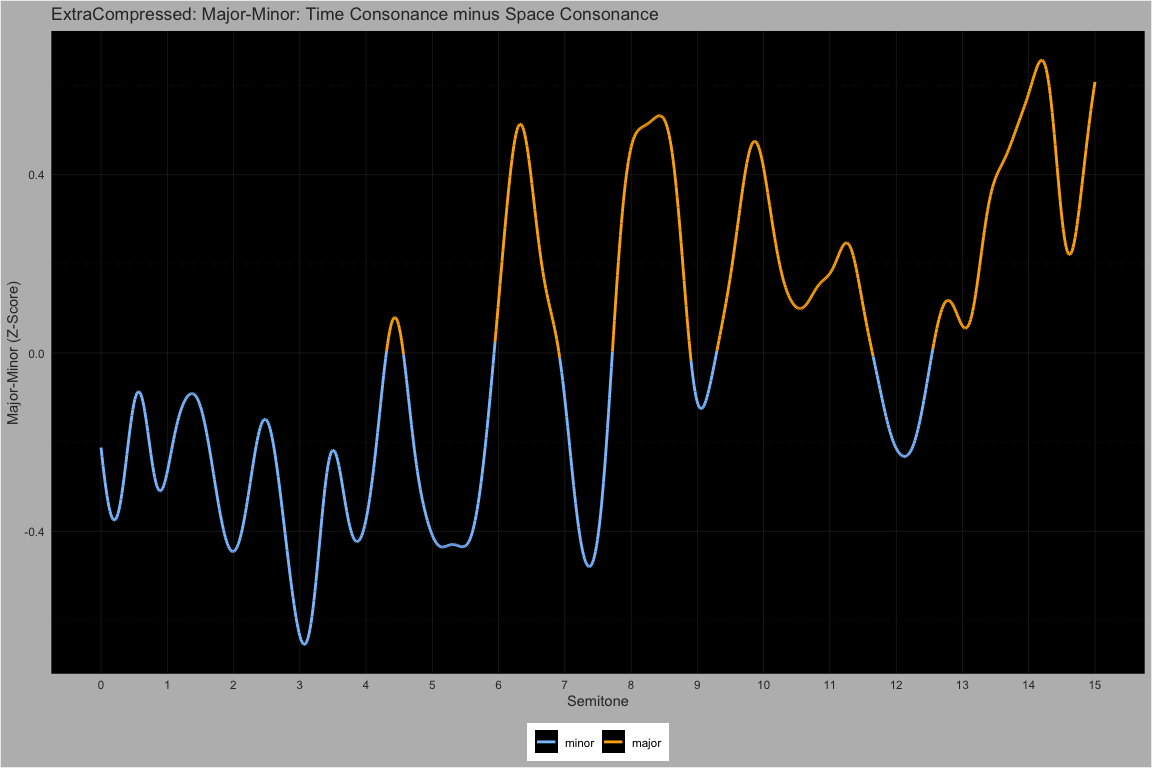 ExtraCompressed: Major-Minor: Time Consonance minus Space Consonance
Major-Minor (Z-Score)
0.4
0.0
-0.4
0 1 2 3 4 5 6 7 8 9 10 11 12 13 14 15
Semitone
minor major